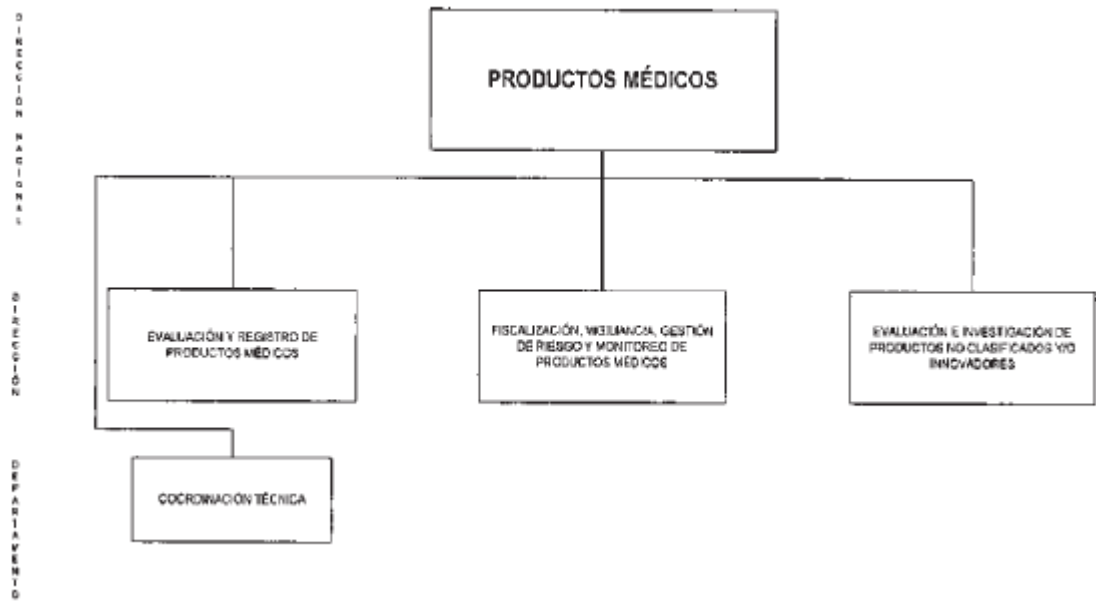 DIRECCIÓN NACIONAL
PRODUCTOS MÉDICOS
DIRECCIÓN
EVALUACIÓN Y REGISTRO DE
PRODUCTOS MÉDICOS
FISCALIZACIÓN, VIGILANCIA, GESTIÓN
DE RIESGO Y MONITOREO DE
PRODUCTOS MÉDICOS
EVALUACIÓN E INVESTIGACIÓN DE
PRODUCTOS NO CLASIFICADOS Y/O
INNOVADORES
DEPARTAMENTO
COORDINACIÓN TÉCNICA